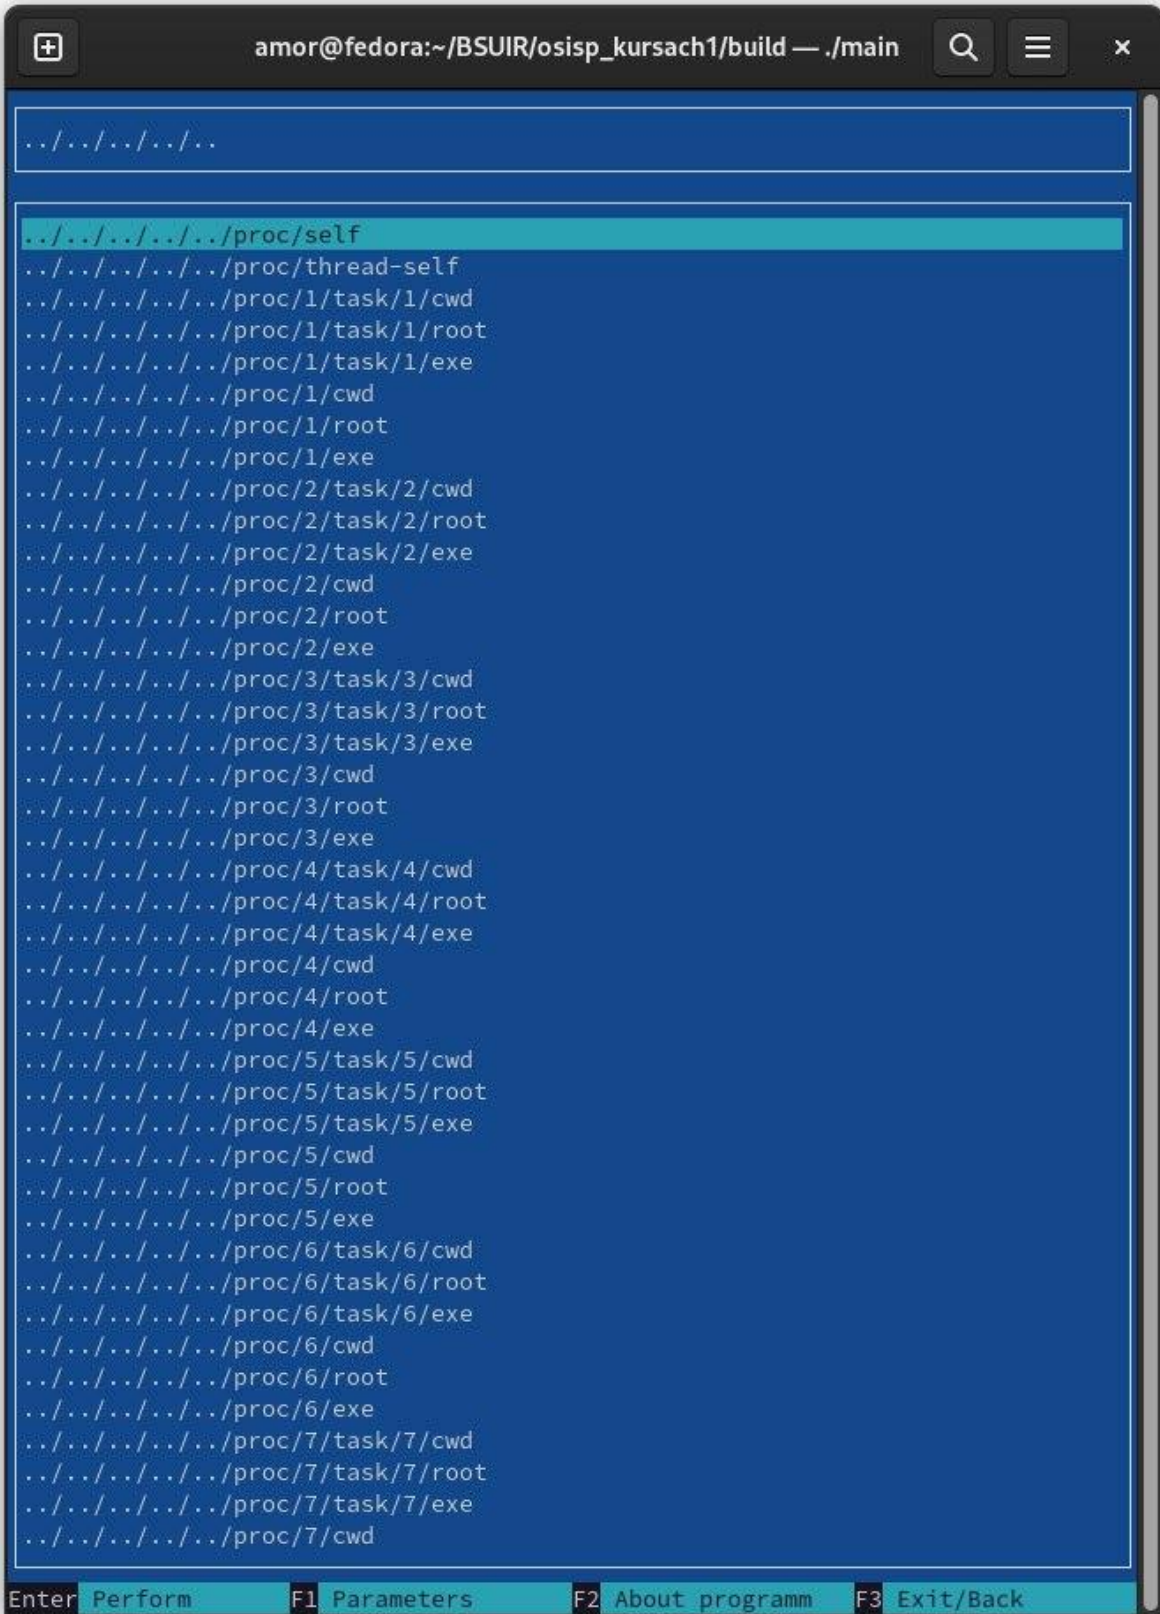 amor@fedora:~/BSUIR/osisp_kursach1/build — ./main
../../../../..
../../../../../proc/self
../../../../../proc/thread-self
../../../../../proc/1/task/1/cwd
../../../../../proc/1/task/1/root
../../../../../proc/1/task/1/exe
../../../../../proc/1/cwd
../../../../../proc/1/root
../../../../../proc/1/exe
../../../../../proc/2/task/2/cwd
../../../../../proc/2/task/2/root
../../../../../proc/2/task/2/exe
../../../../../proc/2/cwd
../../../../../proc/2/root
../../../../../proc/2/exe
../../../../../proc/3/task/3/cwd
../../../../../proc/3/task/3/root
../../../../../proc/3/task/3/exe
../../../../../proc/3/cwd
../../../../../proc/3/root
../../../../../proc/3/exe
../../../../../proc/4/task/4/cwd
../../../../../proc/4/task/4/root
../../../../../proc/4/task/4/exe
../../../../../proc/4/cwd
../../../../../proc/4/root
../../../../../proc/4/exe
../../../../../proc/5/task/5/cwd
../../../../../proc/5/task/5/root
../../../../../proc/5/task/5/exe
../../../../../proc/5/cwd
../../../../../proc/5/root
../../../../../proc/5/exe
../../../../../proc/6/task/6/cwd
../../../../../proc/6/task/6/root
../../../../../proc/6/task/6/exe
../../../../../proc/6/cwd
../../../../../proc/6/root
../../../../../proc/6/exe
../../../../../proc/7/task/7/cwd
../../../../../proc/7/task/7/root
../../../../../proc/7/task/7/exe
../../../../../proc/7/cwd
Enter Perform F1 Parameters F2 About programm F3 Exit/Back